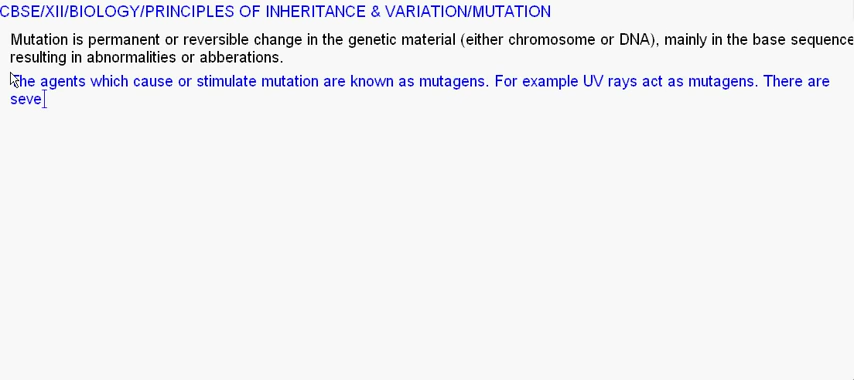 CBSE/XII/BIOLOGY/PRINCIPLES OF INHERITANCE & VARIATION/MUTATION
Mutation is permanent or reversible change in the genetic material (either chromosome or DNA), mainly in the base sequence
resulting in abnormalities or abberations.
The agents which cause or stimulate mutation are known as mutagens. For example UV rays act as mutagens. There are
seve